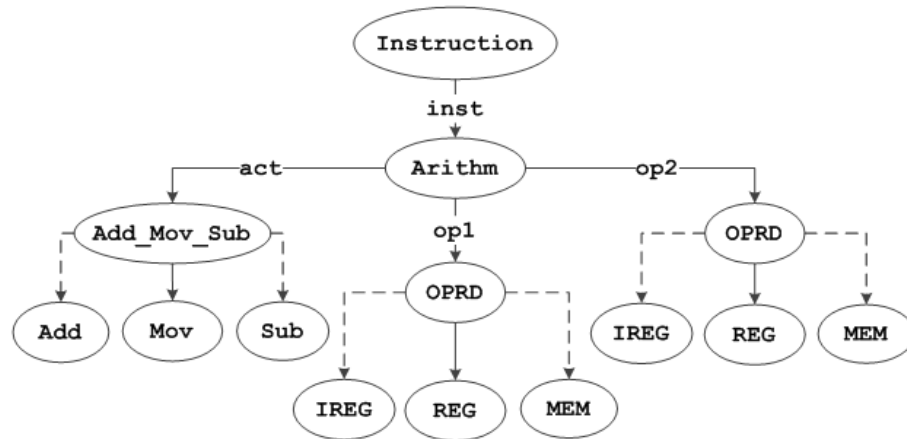 Instruction
inst
act
Arithm
op2
Add_Mov_Sub
op1
OPRD
OPRD
Add
Mov
Sub
IREG
REG
MEM
IREG
REG
MEM